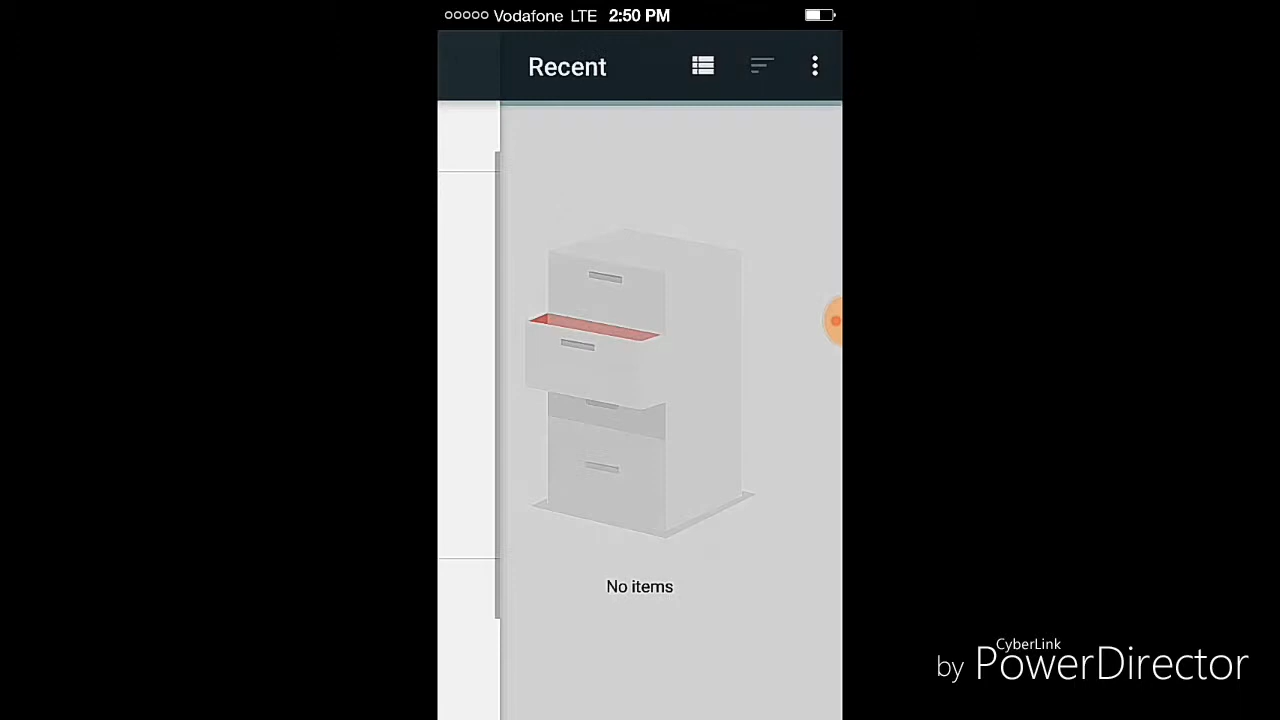 Vodafone LTE 2:50 PM
Recent
No items
CyberLink
by PowerDirector